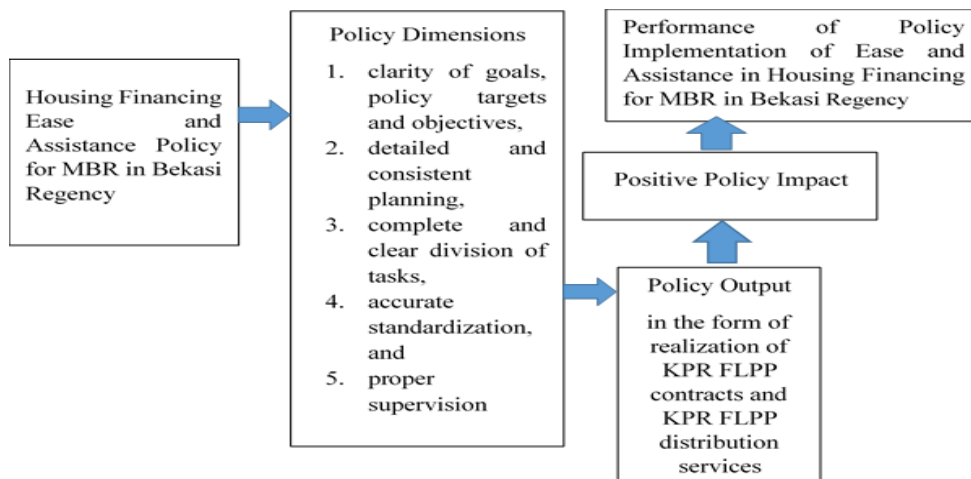 Housing Financing
Ease and
Assistance Policy
for MBR in Bekasi
Regency
Policy Dimensions
1. clarity of goals,
policy targets
and objectives,
2. detailed and
consistent
planning,
3. complete and
clear division of
tasks,
4. accurate
standardization,
and
5. proper
supervision
Policy Output
in the form of
realization of
KPR FLPP
contracts and
KPR FLPP
distribution
services
Positive Policy Impact
Performance of Policy
Implementation of Ease and
Assistance in Housing Financing
for MBR in Bekasi Regency